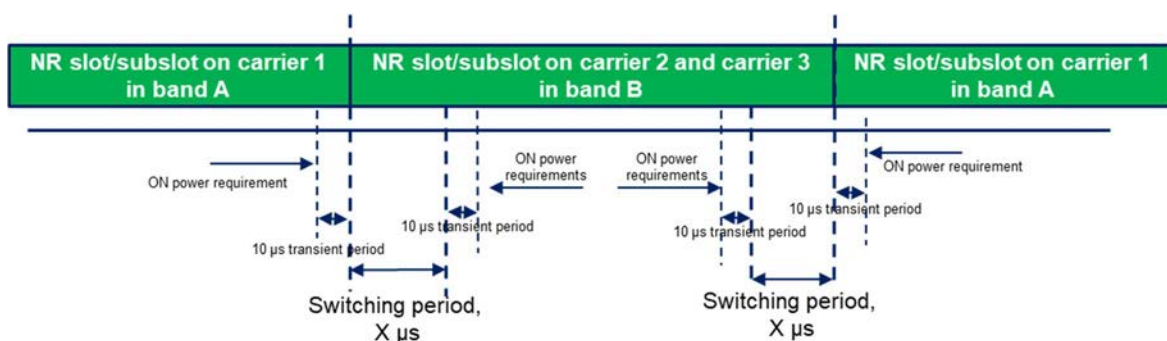 NR slot/subslot on carrier 1
in band A
NR slot/subslot on carrier 2 and carrier 3
in band B
NR slot/subslot on carrier 1
in band A
ON power requirement
ON power
requirements
ON power
requirements
ON power requirement
10 µs transient period
10 µs transient period
10 µs transient period
10 µs transient period
Switching period,
X µs
Switching period,
X µs